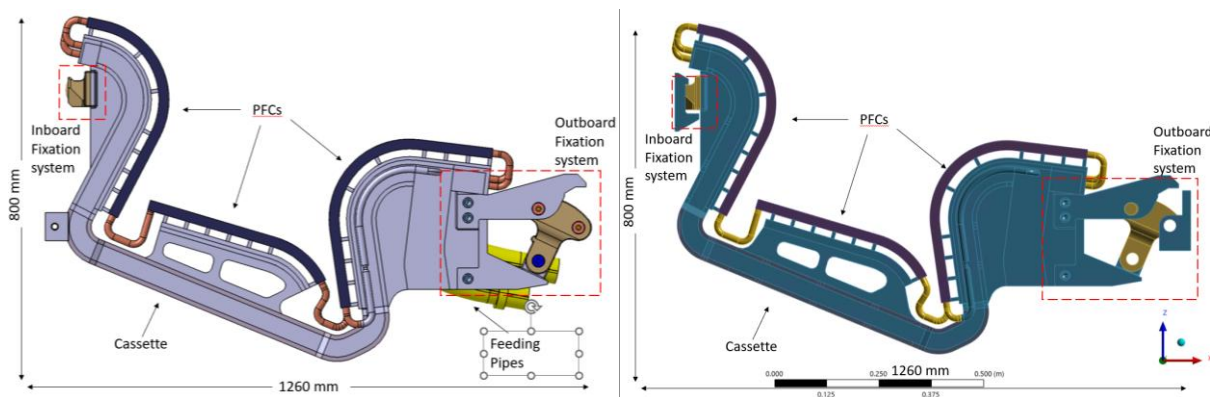 800 mm
Inboard
Fixation
system
PFCs
Outboard
Fixation
system
Cassette
Feeding
Pipes
1260 mm
800 mm
Inboard
Fixation
System
PFCs
Outboard
Fixation
system
Cassette
Z
0.000
0.250
1260 mm
0.500 (m)
0.125
0.375